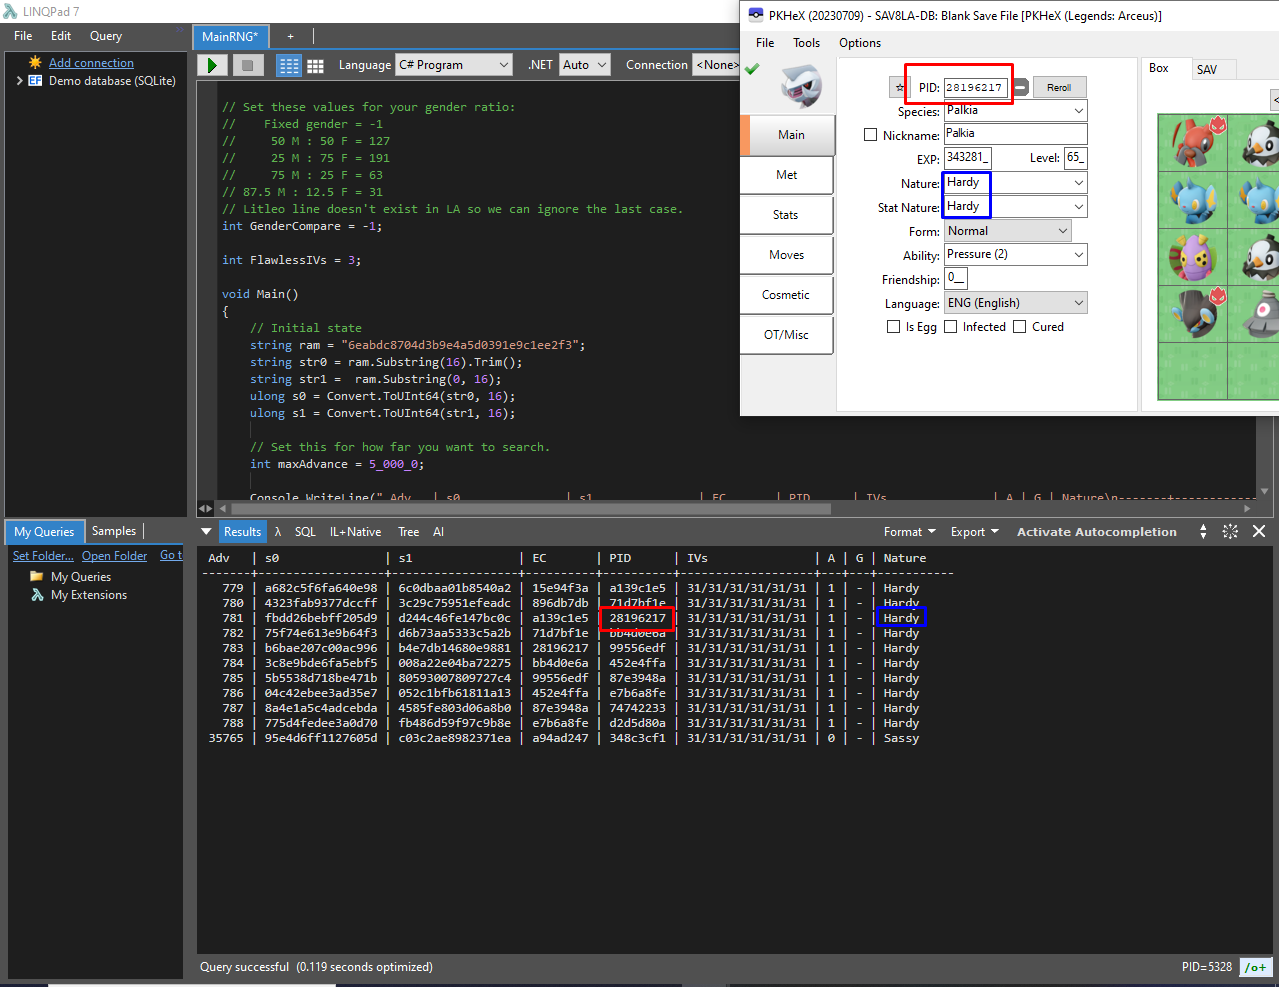 LINQPad 7
File Edit Query
Add connection
EF Demo database (SQLite)
MainRNG* +
Language C# Program .NET Auto Connection <None>
// Set these values for your gender ratio:
//    Fixed gender = -1
//     50 M : 50 F = 127
//     25 M : 75 F = 191
//     75 M : 25 F = 63
// 87.5 M : 12.5 F = 31
// Litleo line doesn't exist in LA so we can ignore the last case.
int GenderCompare = -1;
int FlawlessIVs = 3;
void Main()
{
// Initial state
string ram = "6eabdc8704d3b9e4a5d0391e9c1ee2f3";
string str0 = ram.Substring(16).Trim();
string str1 =  ram.Substring(0, 16);
ulong s0 = Convert.ToUInt64(str0, 16);
ulong s1 = Convert.ToUInt64(str1, 16);
// Set this for how far you want to search.
int maxAdvance = 5_000_0;
Console.WriteLine(" Adv   | s0               | s1               | EC       | PID      | IVs               | A | G | Nature\n-------+------------
PKHeX (20230709) - SAV8LA-DB: Blank Save File [PKHeX (Legends: Arceus)]
File Tools Options
Main
Met
Stats
Moves
Cosmetic
OT/Misc
☆ PID: 28196217 Reroll
Species: Palkia
Nickname: Palkia
EXP: 343281_ Level: 65_
Nature: Hardy
Stat Nature: Hardy
Form: Normal
Ability: Pressure (2)
Friendship: 0__
Language: ENG (English)
Is Egg Infected Cured
Box SAV
<
My Queries Samples
Set Folder... Open Folder Go t
My Queries
My Extensions
Results λ SQL IL+Native Tree AI Format Export Activate Autocompletion
Adv | s0 | s1 | EC | PID | IVs | A | G | Nature
-------+------------------+------------------+----------+----------+-------------------+---+---+-----------
779 | a682c5f6fa640e98 | 6c0dbaa01b8540a2 | 15e94f3a | a139c1e5 | 31/31/31/31/31/31 | 1 | - | Hardy
780 | 4323fab9377dccff | 3c29c75951efeadc | 896db7db | 71d7bf1e | 31/31/31/31/31/31 | 1 | - | Hardy
781 | fbdd26bebff205d9 | d244c46fe147bc0c | a139c1e5 | 28196217 | 31/31/31/31/31/31 | 1 | - | Hardy
782 | 75f74e613e9b64f3 | d6b73aa5333c5a2b | 71d7bf1e | bb4d0e6a | 31/31/31/31/31/31 | 1 | - | Hardy
783 | b6bae207c00ac996 | b4e7db14680e9881 | 28196217 | 99556edf | 31/31/31/31/31/31 | 1 | - | Hardy
784 | 3c8e9bde6fa5ebf5 | 008a22e04ba72275 | bb4d0e6a | 452e4ffa | 31/31/31/31/31/31 | 1 | - | Hardy
785 | 5b5538d718be471b | 80593007809727c4 | 99556edf | 87e3948a | 31/31/31/31/31/31 | 1 | - | Hardy
786 | 04c42ebee3ad35e7 | 052c1bfb61811a13 | 452e4ffa | e7b6a8fe | 31/31/31/31/31/31 | 1 | - | Hardy
787 | 8a4e1a5c4adcebda | 4585fe803d06a8b0 | 87e3948a | 74742233 | 31/31/31/31/31/31 | 1 | - | Hardy
788 | 775d4fedee3a0d70 | fb486d59f97c9b8e | e7b6a8fe | d2d5d80a | 31/31/31/31/31/31 | 1 | - | Hardy
35765 | 95e4d6ff1127605d | c03c2ae8982371ea | a94ad247 | 348c3cf1 | 31/31/31/31/31/31 | 0 | - | Sassy
Query successful (0.119 seconds optimized) PID=5328 /o+